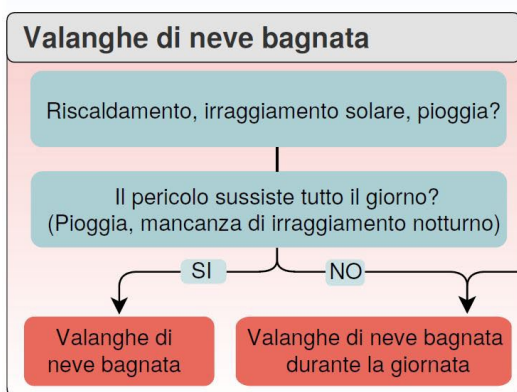 Valanghe di neve bagnata
Riscaldamento, irraggiamento solare, pioggia?
Il pericolo sussiste tutto il giorno?
(Pioggia, mancanza di irraggiamento notturno)
SI
NO
Valanghe di
neve bagnata
Valanghe di neve bagnata
durante la giornata